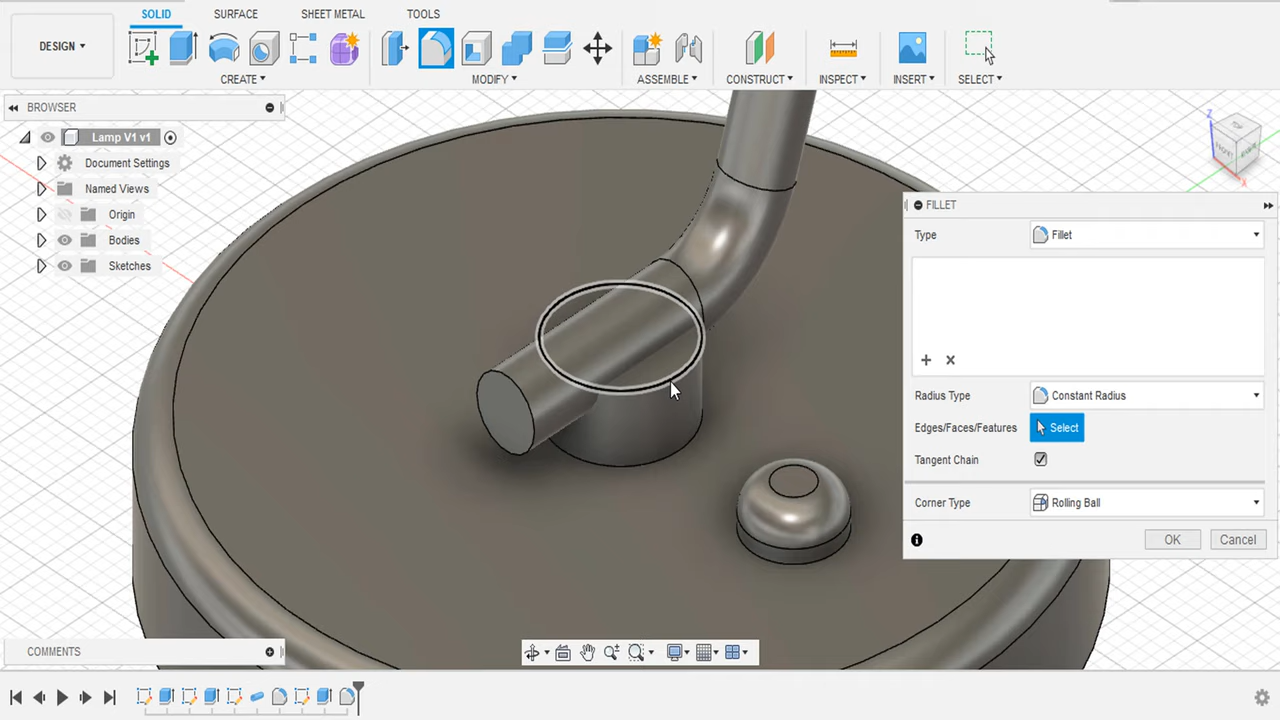 SOLID SURFACE SHEET METAL TOOLS
DESIGN
CREATE MODIFY ASSEMBLE CONSTRUCT INSPECT INSERT SELECT
BROWSER
Lamp V1 v1
Document Settings
Named Views
Origin
Bodies
Sketches
Z
FRONT
X
FILLET
Type Fillet
Radius Type Constant Radius
Edges/Faces/Features Select
Tangent Chain
Corner Type Rolling Ball
OK Cancel
COMMENTS